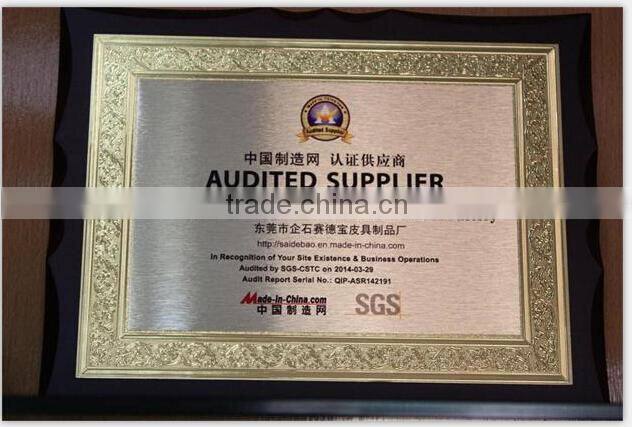 Audited Supplier
中国制造网 认证供应商
AUDITED SUPPLIER
trade.china.cn
东莞市企石赛德宝皮具制品厂
http://saidebao.en.made-in-china.com
In Recognition of Your Site Existence & Business Operations
Audited by SGS-CSTC on 2014-03-29
Audit Report Serial No.: QIP-ASR142191
Made-in-China.com
中国制造网
SGS